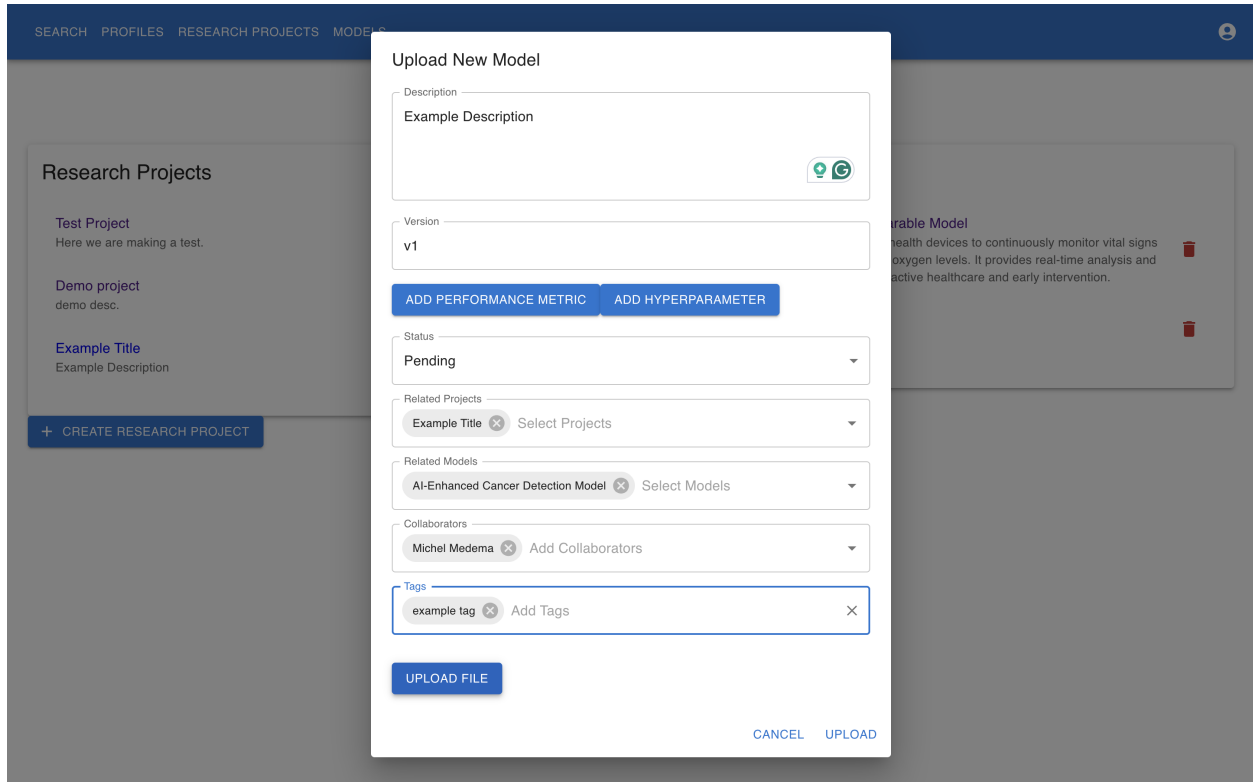 SEARCH PROFILES RESEARCH PROJECTS MODELS
Upload New Model
Description
Example Description
Version
v1
ADD PERFORMANCE METRIC ADD HYPERPARAMETER
Status
Pending
Related Projects
Example Title Select Projects
Related Models
AI-Enhanced Cancer Detection Model Select Models
Collaborators
Michel Medema Add Collaborators
Tags
example tag Add Tags
UPLOAD FILE
CANCEL UPLOAD
Research Projects
Test Project
Here we are making a test.
Demo project
demo desc.
Example Title
Example Description
+ CREATE RESEARCH PROJECT
rable Model
health devices to continuously monitor vital signs
oxygen levels. It provides real-time analysis and
active healthcare and early intervention.